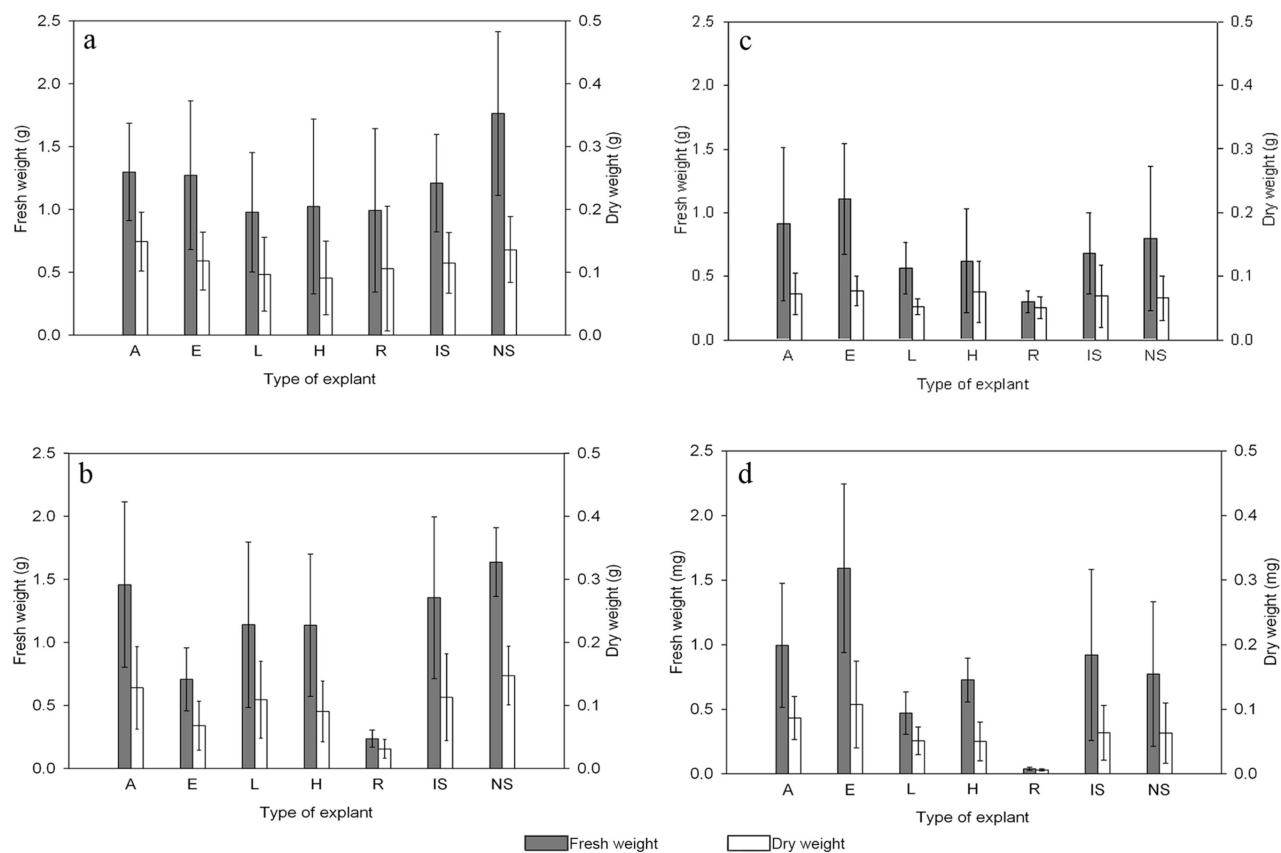 a
2.5
2.0
1.5
1.0
0.5
0.0
Fresh weight (g)
0.5
0.4
0.3
0.2
0.1
0.0
Dry weight (g)
A E L H R IS NS
Type of explant
c
2.5
2.0
1.5
1.0
0.5
0.0
Fresh weight (g)
0.5
0.4
0.3
0.2
0.1
0.0
Dry weight (g)
A E L H R IS NS
Type of explant
b
2.5
2.0
1.5
1.0
0.5
0.0
Fresh weight (g)
0.5
0.4
0.3
0.2
0.1
0.0
Dry weight (g)
A E L H R IS NS
Type of explant
d
2.5
2.0
1.5
1.0
0.5
0.0
Fresh weight (mg)
0.5
0.4
0.3
0.2
0.1
0.0
Dry weight (mg)
A E L H R IS NS
Type of explant
Fresh weight Dry weight